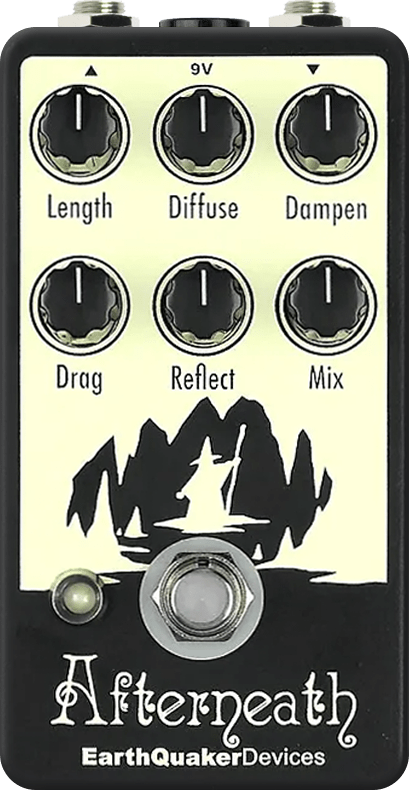 ▲ 9V ▼
Length Diffuse Dampen
Drag Reflect Mix
Afterneath
EarthQuakerDevices